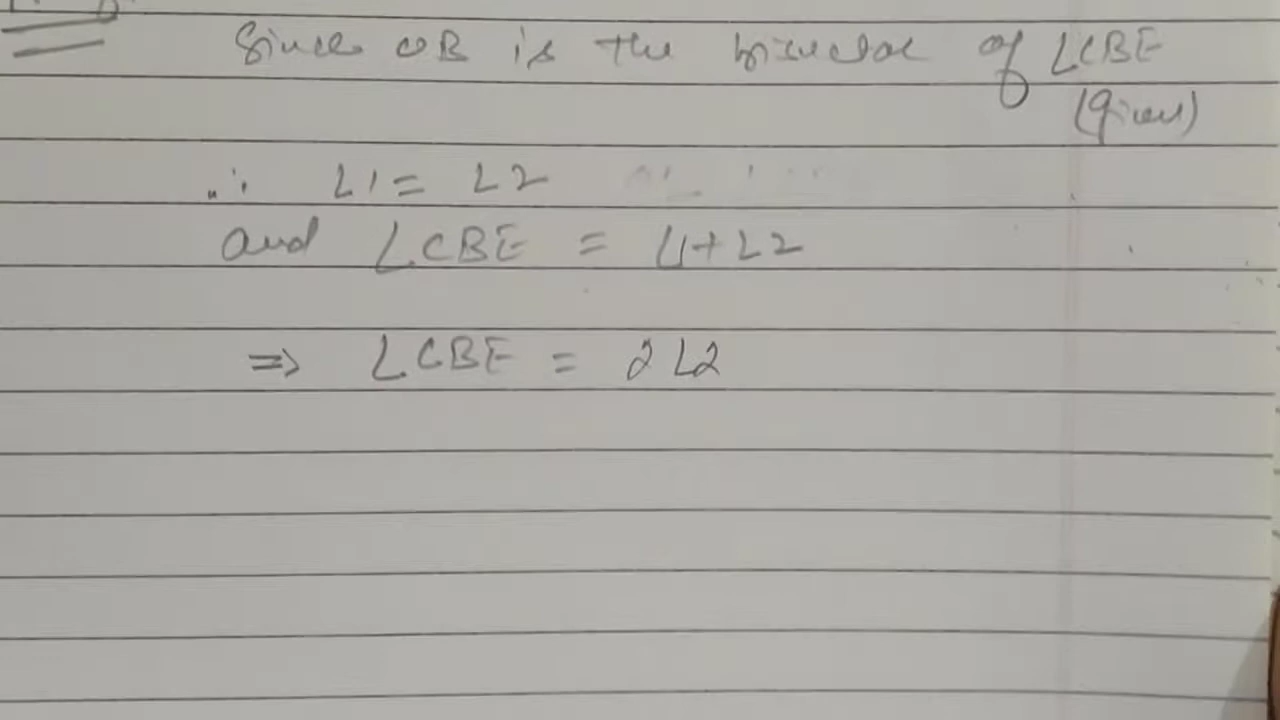 Since OB is the bisector of ∠CBE
(Given)
∴ ∠1 = ∠2
and ∠CBE = ∠1+∠2
⇒ ∠CBE = 2∠2